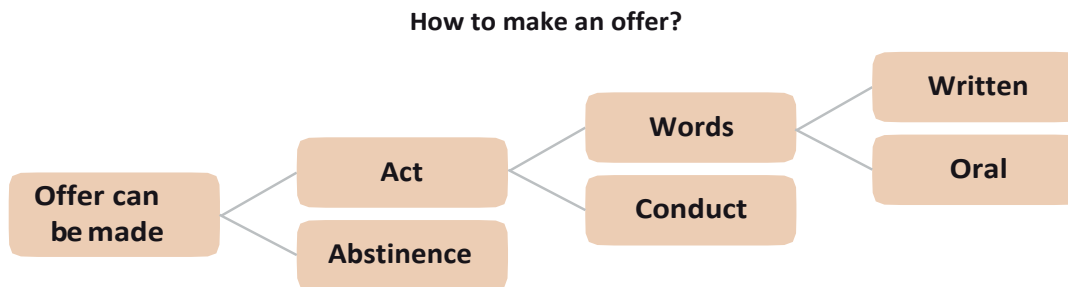 How to make an offer?
Offer can
be made
Act
Abstinence
Words
Conduct
Written
Oral